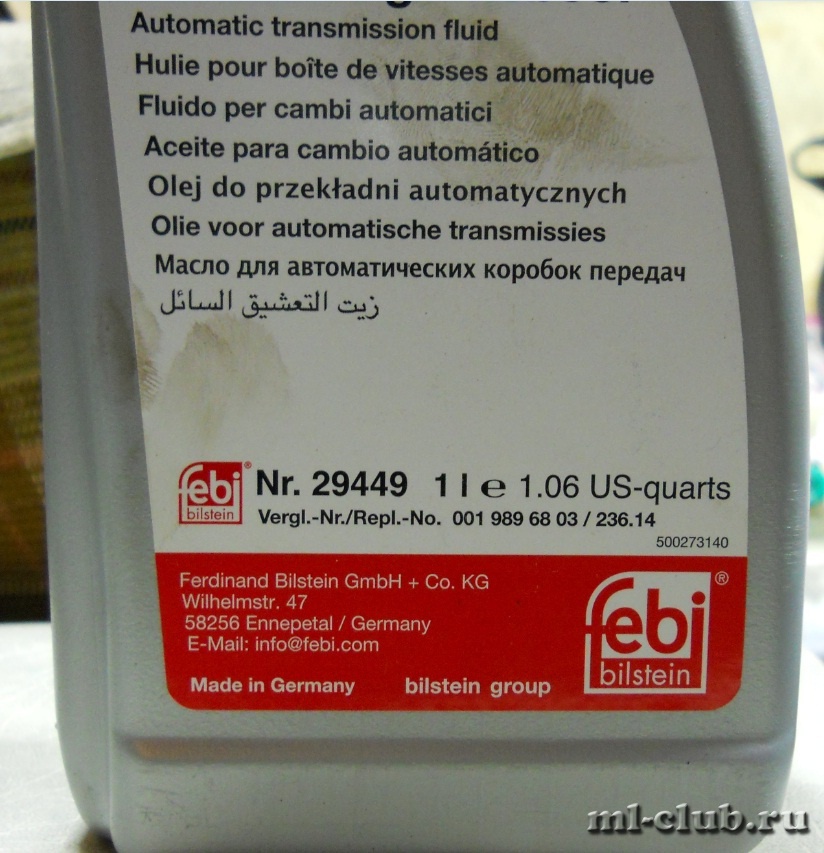 Automatic transmission fluid
Hulie pour boîte de vitesses automatique
Fluido per cambi automatici
Aceite para cambio automático
Olej do przekładni automatycznych
Olie voor automatische transmissies
Масло для автоматических коробок передач
زيت التعشيق السائل
febi® bilstein
Nr. 29449 1 l ℮ 1.06 US-quarts
Vergl.-Nr./Repl.-No. 001 989 68 03 / 236.14
500273140
Ferdinand Bilstein GmbH + Co. KG
Wilhelmstr. 47
58256 Ennepetal / Germany
E-Mail: info@febi.com
Made in Germany bilstein group
febi®
bilstein
ml-club.ru